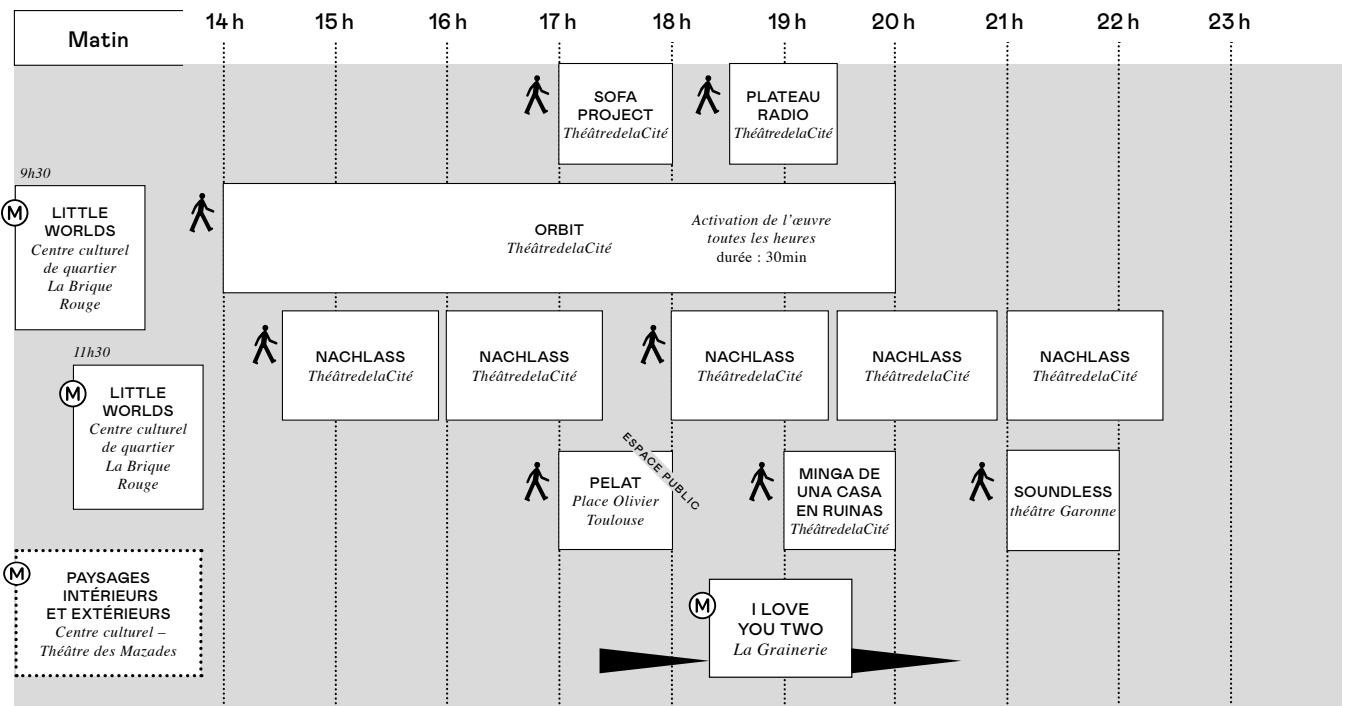 Matin
14 h
15 h
16 h
17 h
18 h
19 h
20 h
21 h
22 h
23 h
SOFA
PROJECT
ThéâtredelaCité
PLATEAU
RADIO
ThéâtredelaCité
9h30
M
LITTLE
WORLDS
Centre culturel
de quartier
La Brique
Rouge
ORBIT
ThéâtredelaCité
Activation de l’œuvre
toutes les heures
durée : 30min
NACHLASS
ThéâtredelaCité
NACHLASS
ThéâtredelaCité
NACHLASS
ThéâtredelaCité
NACHLASS
ThéâtredelaCité
NACHLASS
ThéâtredelaCité
11h30
M
LITTLE
WORLDS
Centre culturel
de quartier
La Brique
Rouge
ESPACE PUBLIC
PELAT
Place Olivier
Toulouse
MINGA DE
UNA CASA
EN RUINAS
ThéâtredelaCité
SOUNDLESS
théâtre Garonne
M
PAYSAGES
INTÉRIEURS
ET EXTÉRIEURS
Centre culturel –
Théâtre des Mazades
M
I LOVE
YOU TWO
La Grainerie